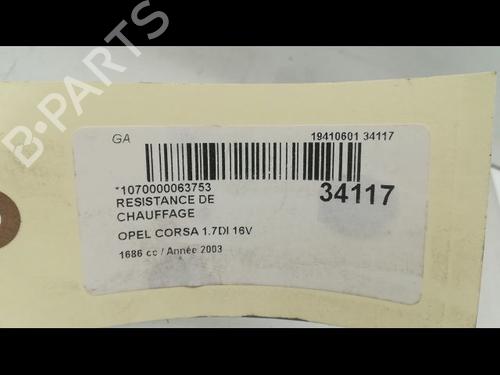 B-PARTS
GA
19410601 34117
*1070000063753
34117
RESISTANCE DE
CHAUFFAGE
OPEL CORSA 1.7DI 16V
1686 cc / Année 2003